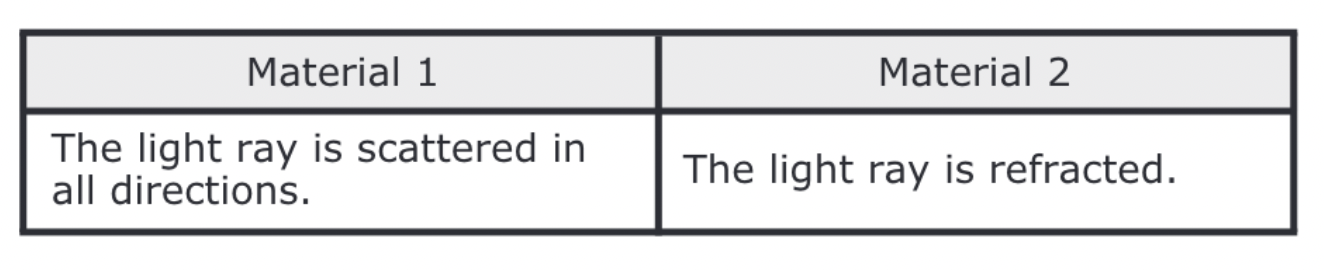 Material 1
Material 2
The light ray is scattered in
all directions.
The light ray is refracted.